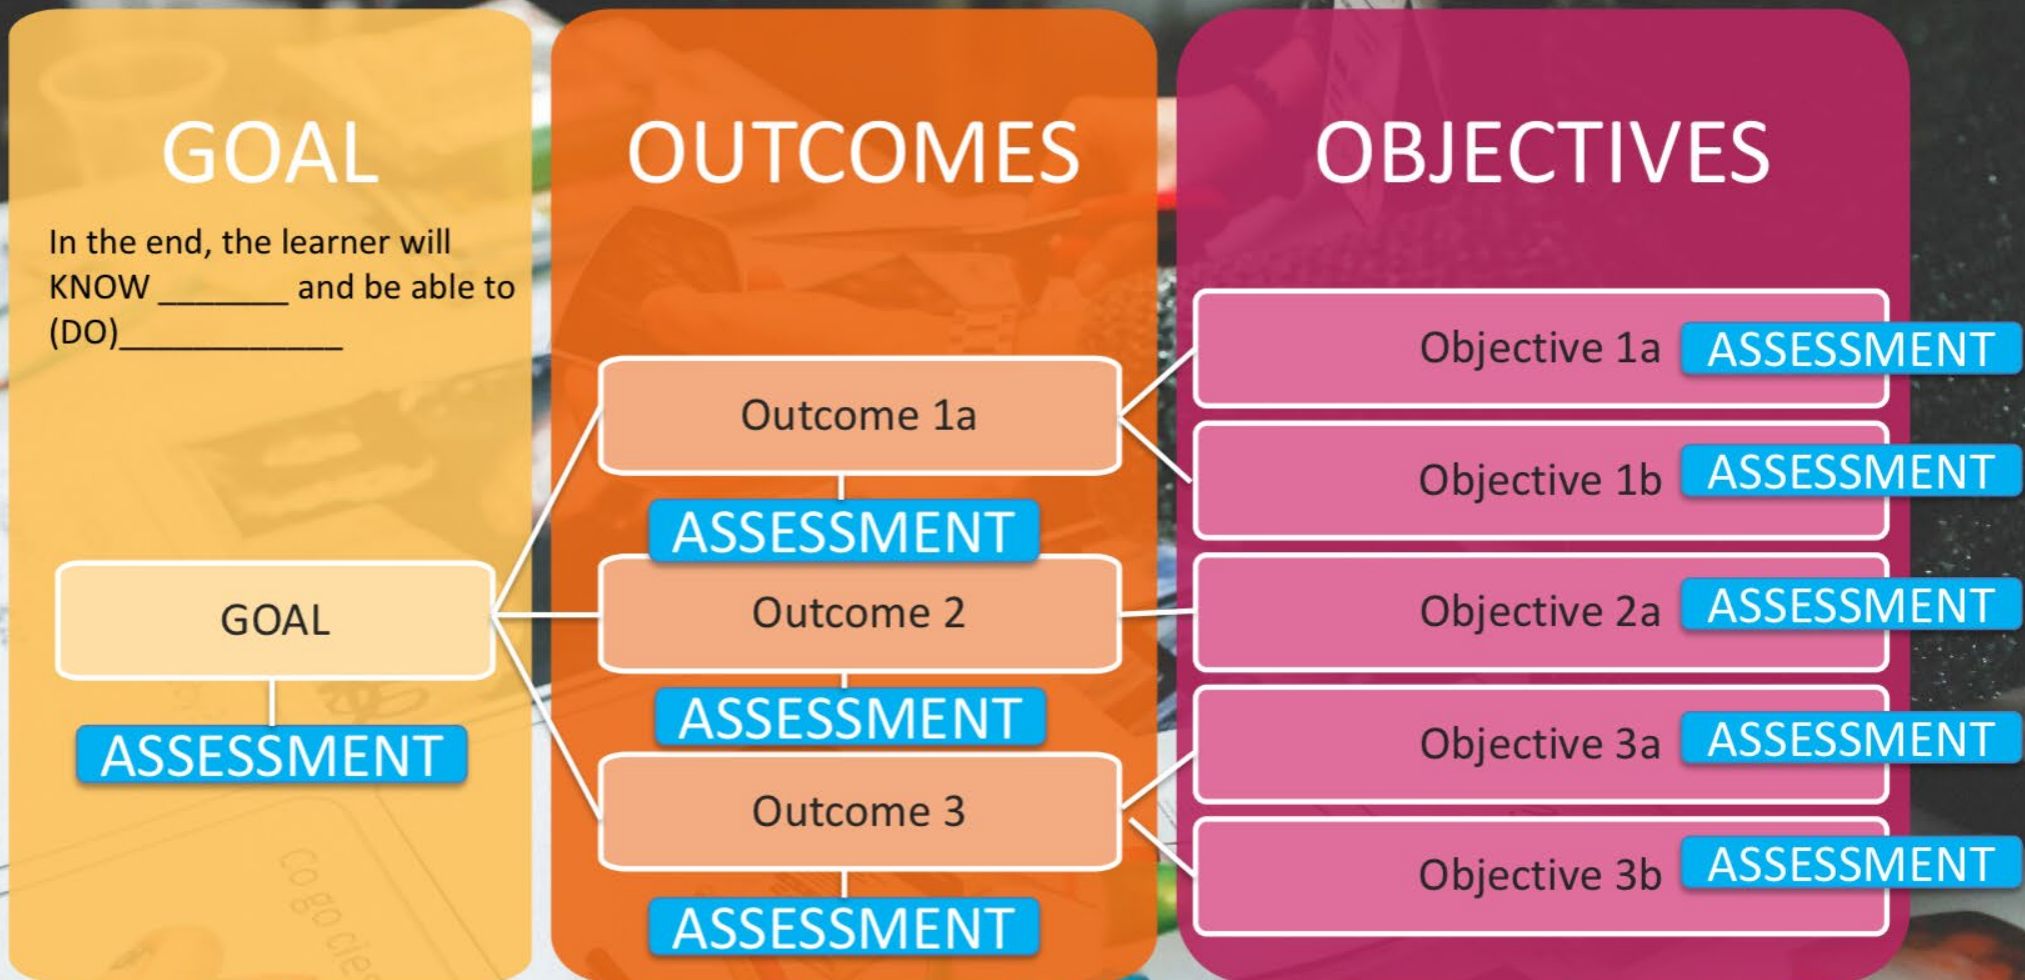 GOAL
In the end, the learner will
KNOW _______ and be able to
(DO)____________
GOAL
ASSESSMENT
OUTCOMES
Outcome 1a
ASSESSMENT
Outcome 2
ASSESSMENT
Outcome 3
ASSESSMENT
OBJECTIVES
Objective 1a ASSESSMENT
Objective 1b ASSESSMENT
Objective 2a ASSESSMENT
Objective 3a ASSESSMENT
Objective 3b ASSESSMENT